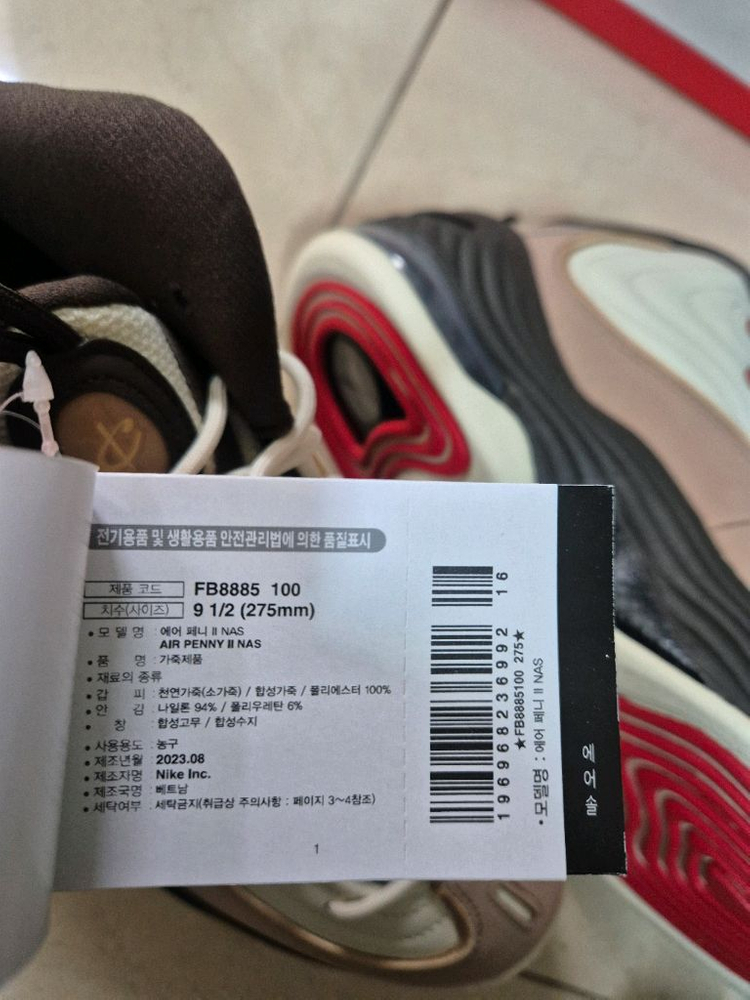 전기용품 및 생활용품 안전관리법에 의한 품질표시
제품 코드 FB8885 100
치수(사이즈) 9 1/2 (275mm)
• 모 델 명 : 에어 페니 II NAS
AIR PENNY II NAS
• 품 명 : 가죽제품
• 재료의 종류
• 갑 피 : 천연가죽(소가죽) / 합성가죽 / 폴리에스터 100%
• 안 감 : 나일론 94% / 폴리우레탄 6%
• 창 : 합성고무 / 합성수지
• 사용용도 : 농구
• 제조년월 2023.08
• 제조자명 Nike Inc.
• 제조국명 : 베트남
• 세탁여부 : 세탁금지(취급상 주의사항 : 페이지 3~4참조)
1
196968236992 16
★FB8885100 275★
• 모델명 : 에어 페니 II NAS
에어솔